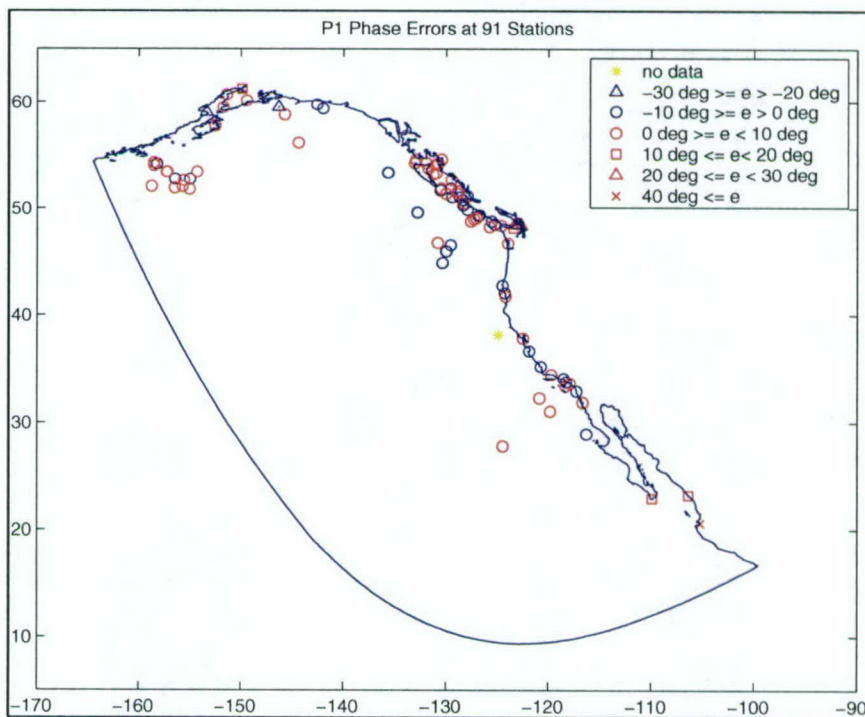 P1 Phase Errors at 91 Stations
no data
−30 deg >= e > −20 deg
−10 deg >= e > 0 deg
0 deg >= e < 10 deg
10 deg <= e< 20 deg
20 deg <= e < 30 deg
40 deg <= e
60
50
40
30
20
10
−170
−160
−150
−140
−130
−120
−110
−100
−90